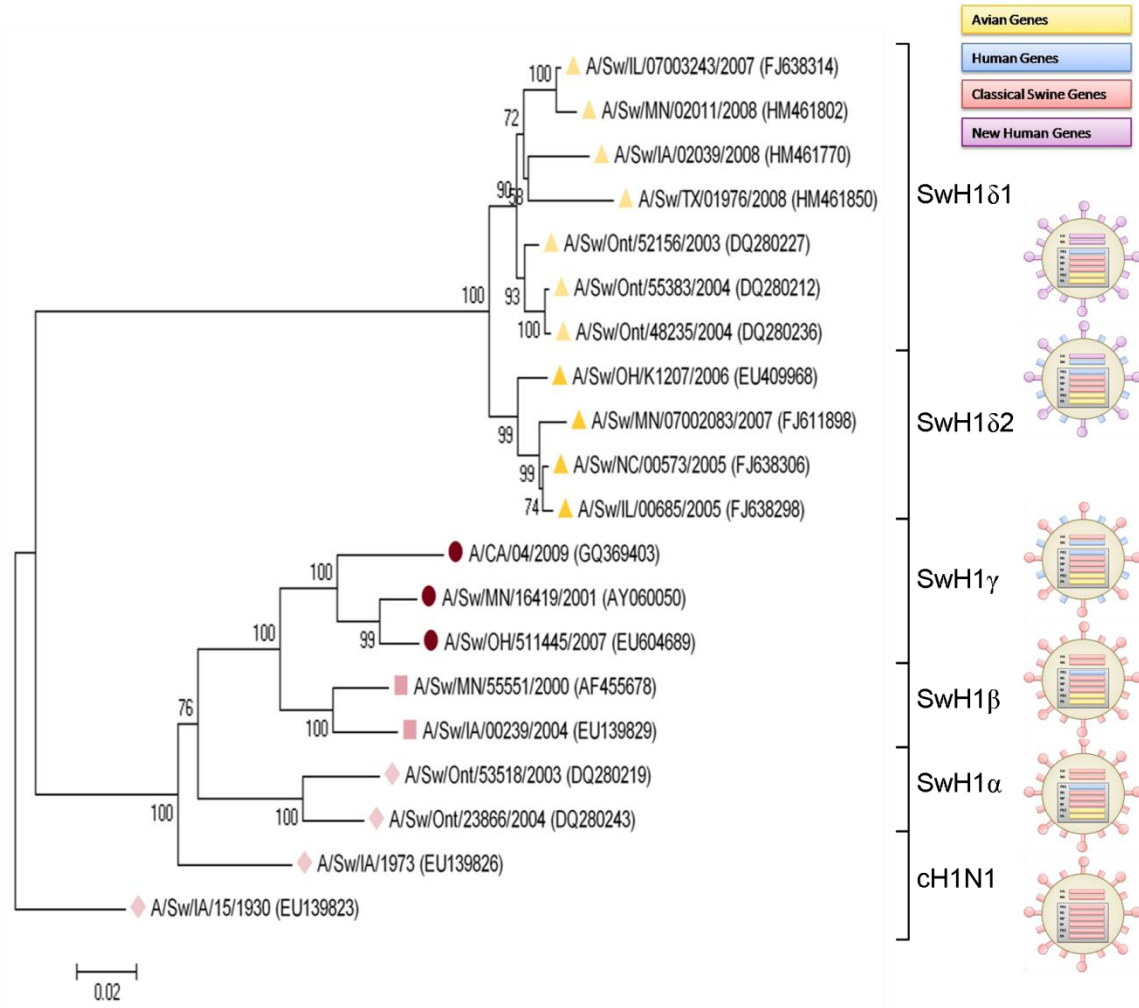 Avian Genes
Human Genes
Classical Swine Genes
New Human Genes
A/Sw/IL/07003243/2007 (FJ638314)
100
A/Sw/MN/02011/2008 (HM461802)
72
A/Sw/IA/02039/2008 (HM461770)
90
58
A/Sw/TX/01976/2008 (HM461850)
SwH1δ1
A/Sw/Ont/52156/2003 (DQ280227)
100
93
A/Sw/Ont/55383/2004 (DQ280212)
100
A/Sw/Ont/48235/2004 (DQ280236)
A/Sw/OH/K1207/2006 (EU409968)
99
A/Sw/MN/07002083/2007 (FJ611898)
SwH1δ2
99
A/Sw/NC/00573/2005 (FJ638306)
74
A/Sw/IL/00685/2005 (FJ638298)
A/CA/04/2009 (GQ369403)
100
SwH1γ
A/Sw/MN/16419/2001 (AY060050)
100
99
A/Sw/OH/511445/2007 (EU604689)
A/Sw/MN/55551/2000 (AF455678)
SwH1β
76
100
A/Sw/IA/00239/2004 (EU139829)
A/Sw/Ont/53518/2003 (DQ280219)
SwH1α
100
100
A/Sw/Ont/23866/2004 (DQ280243)
A/Sw/IA/1973 (EU139826)
cH1N1
A/Sw/IA/15/1930 (EU139823)
0.02